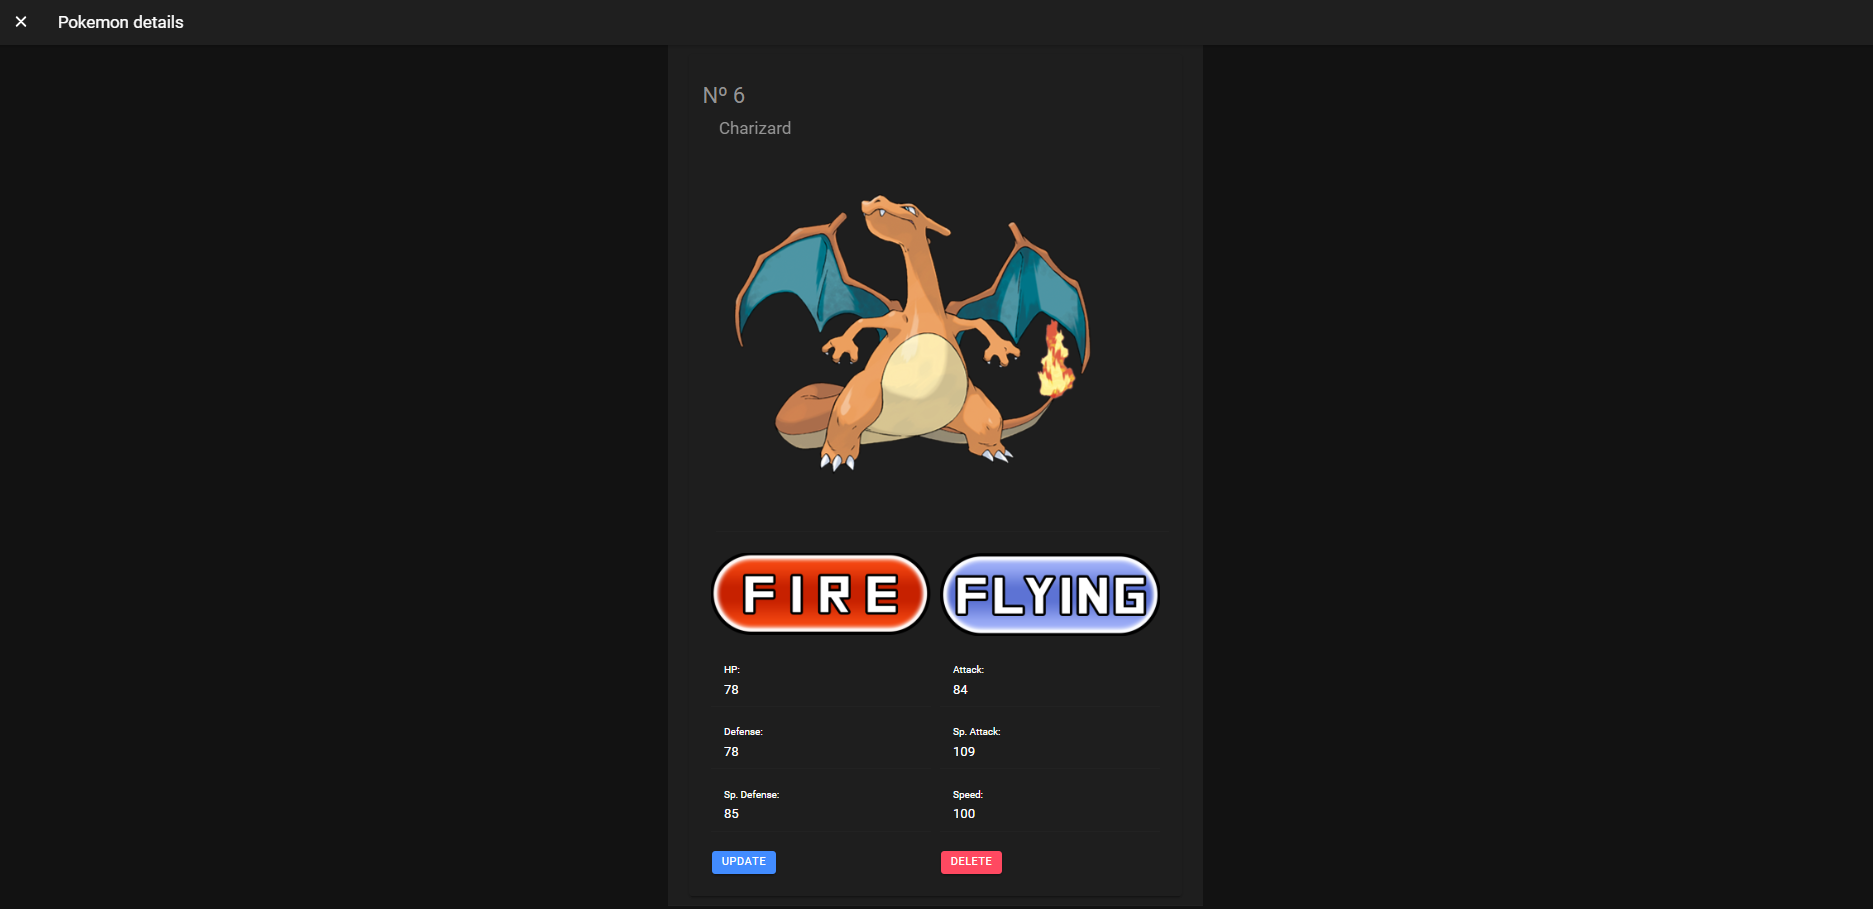 Pokemon details
Nº 6
Charizard
FIRE FLYING
HP: Attack:
78 84
Defense: Sp. Attack:
78 109
Sp. Defense: Speed:
85 100
UPDATE DELETE